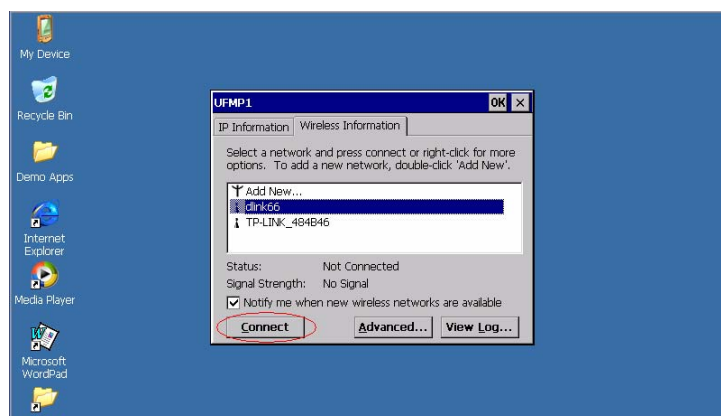 My Device
Recycle Bin
Demo Apps
Internet
Explorer
Media Player
Microsoft
WordPad
UFMP1
OK
IP Information
Wireless Information
Select a network and press connect or right-click for more
options. To add a new network, double-click 'Add New'.
Add New...
dlink66
TP-LINK_484B46
Status: Not Connected
Signal Strength: No Signal
Notify me when new wireless networks are available
Connect
Advanced...
View Log...